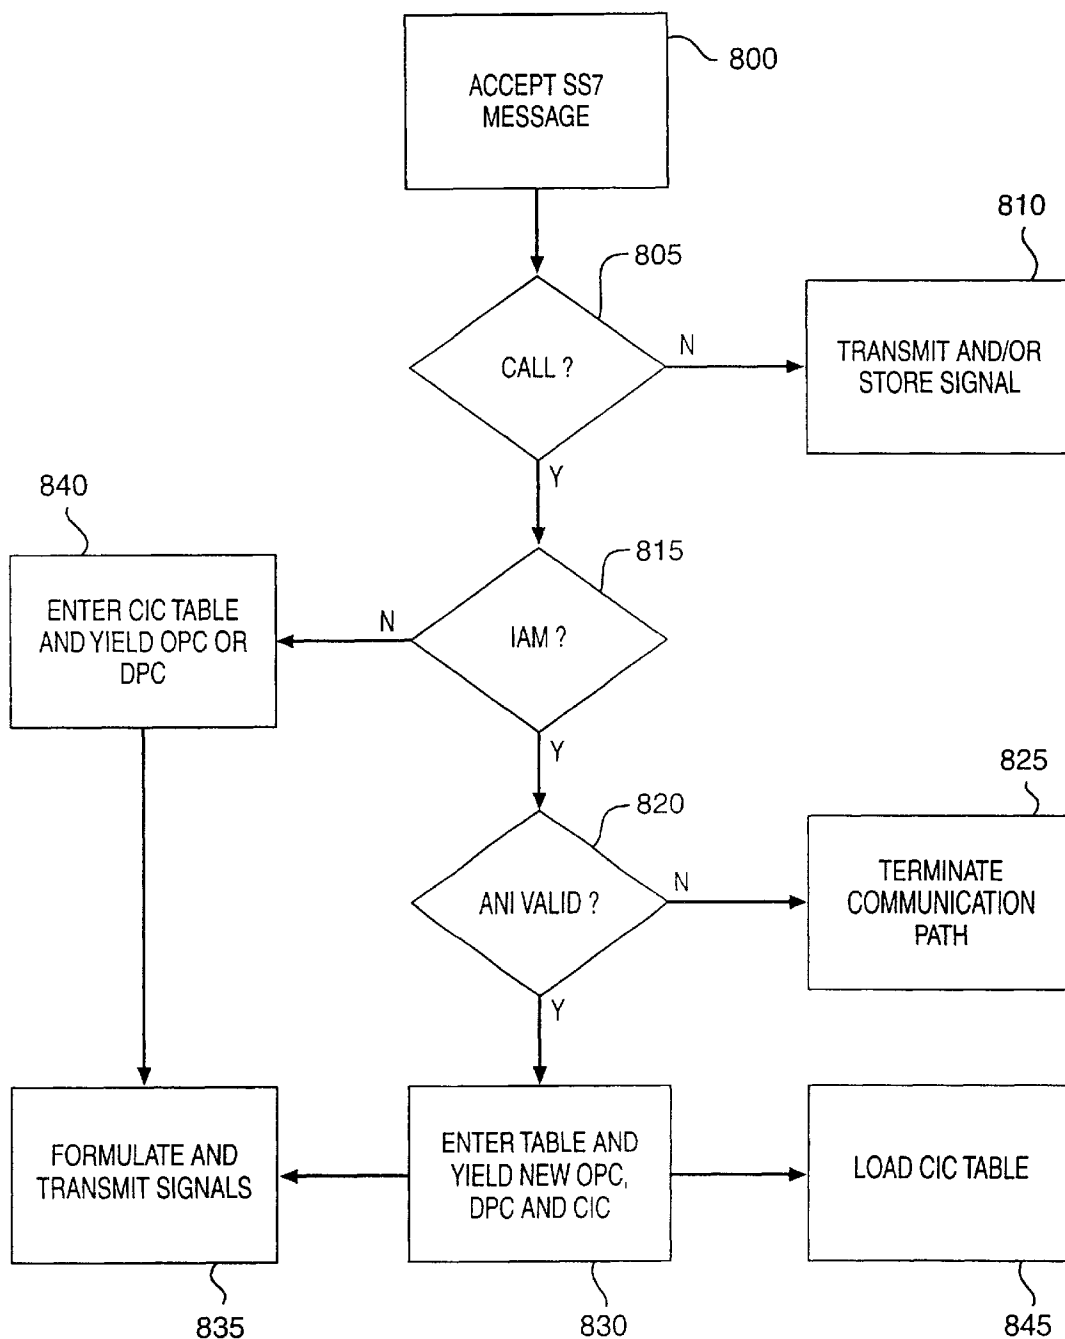 ACCEPT SS7
MESSAGE
800
805
CALL ?
N
Y
810
TRANSMIT AND/OR
STORE SIGNAL
840
ENTER CIC TABLE
AND YIELD OPC OR
DPC
815
IAM ?
N
Y
820
ANI VALID ?
N
Y
825
TERMINATE
COMMUNICATION
PATH
FORMULATE AND
TRANSMIT SIGNALS
835
ENTER TABLE AND
YIELD NEW OPC,
DPC AND CIC
830
LOAD CIC TABLE
845